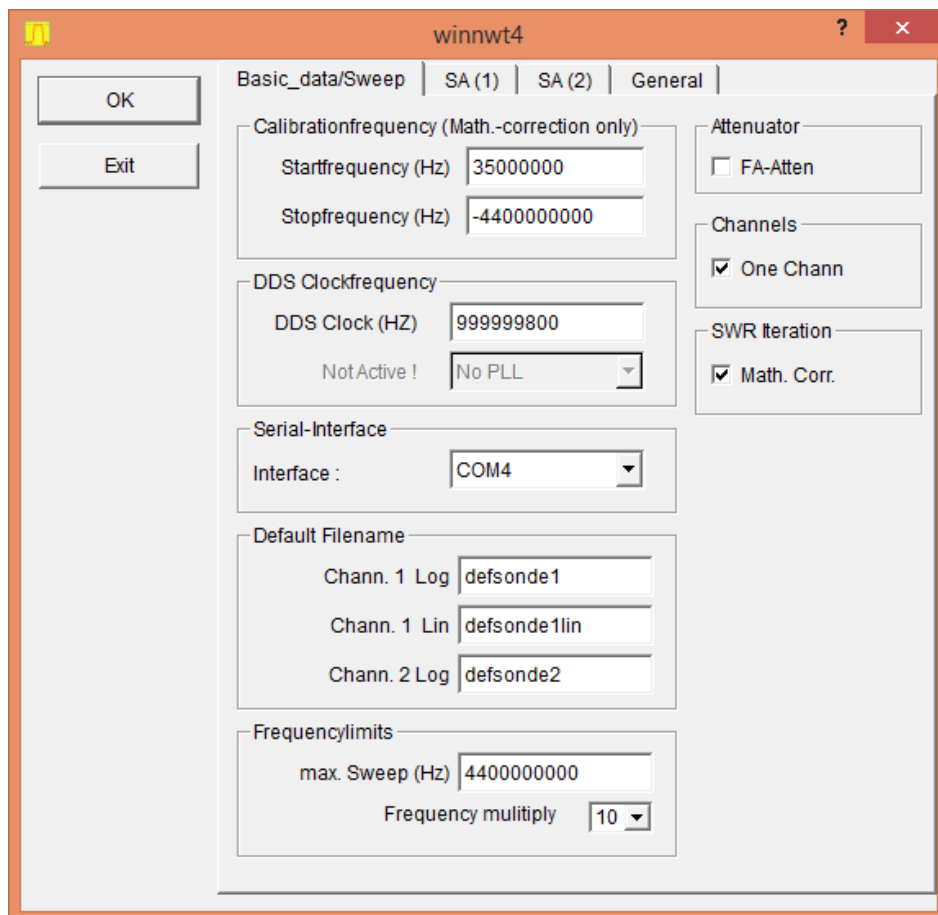 winnwt4
?
OK
Exit
Basic_data/Sweep
SA (1)
SA (2)
General
Calibrationfrequency (Math.-correction only)
Startfrequency (Hz) 35000000
Stopfrequency (Hz) -4400000000
DDS Clockfrequency
DDS Clock (HZ) 999999800
Not Active ! No PLL
Serial-Interface
Interface : COM4
Default Filename
Chann. 1 Log defsonde1
Chann. 1 Lin defsonde1lin
Chann. 2 Log defsonde2
Frequencylimits
max. Sweep (Hz) 4400000000
Frequency mulitiply 10
Attenuator
FA-Atten
Channels
One Chann
SWR Iteration
Math. Corr.